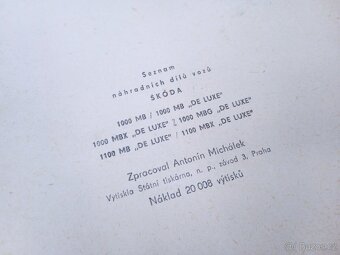 Seznam
náhradních dílů vozů
ŠKODA
1000 MB / 1000 MB „DE LUXE"
1000 MBX „DE LUXE" / 1000 MBG „DE LUXE"
1100 MB „DE LUXE" / 1100 MBX „DE LUXE"
Zpracoval Antonín Michálek
Vytiskla Státní tiskárna, n. p., závod 3, Praha
Náklad 20 008 výtisků